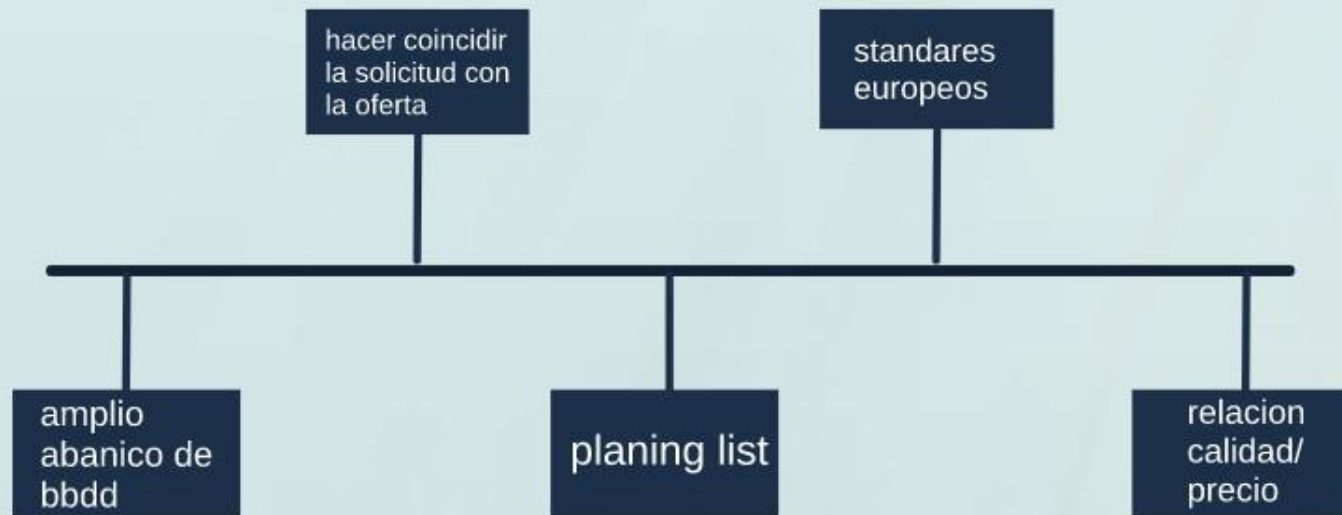 hacer coincidir
la solicitud con
la oferta
standares
europeos
amplio
abanico de
bbdd
planing list
relacion
calidad/
precio